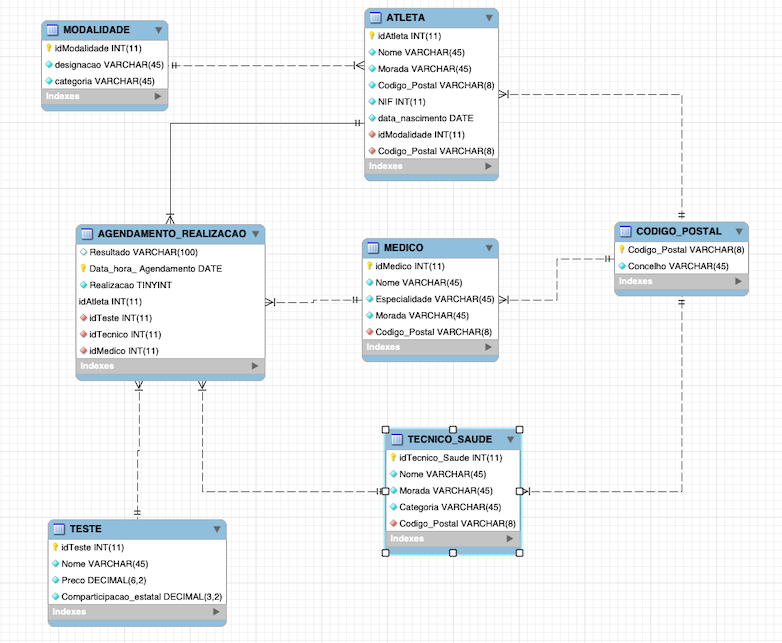 MODALIDADE
idModalidade INT(11)
designacao VARCHAR(45)
categoria VARCHAR(45)
Indexes
ATLETA
idAtleta INT(11)
Nome VARCHAR(45)
Morada VARCHAR(45)
Codigo_Postal VARCHAR(8)
NIF INT(11)
data_nascimento DATE
idModalidade INT(11)
Codigo_Postal VARCHAR(8)
Indexes
AGENDAMENTO_REALIZACAO
Resultado VARCHAR(100)
Data_hora_ Agendamento DATE
Realizacao TINYINT
idAtleta INT(11)
idTeste INT(11)
idTecnico INT(11)
idMedico INT(11)
Indexes
MEDICO
idMedico INT(11)
Nome VARCHAR(45)
Especialidade VARCHAR(45)
Morada VARCHAR(45)
Codigo_Postal VARCHAR(8)
Indexes
CODIGO_POSTAL
Codigo_Postal VARCHAR(8)
Concelho VARCHAR(45)
Indexes
TECNICO_SAUDE
idTecnico_Saude INT(11)
Nome VARCHAR(45)
Morada VARCHAR(45)
Categoria VARCHAR(45)
Codigo_Postal VARCHAR(8)
Indexes
TESTE
idTeste INT(11)
Nome VARCHAR(45)
Preco DECIMAL(6,2)
Comparticipacao_estatal DECIMAL(3,2)
Indexes